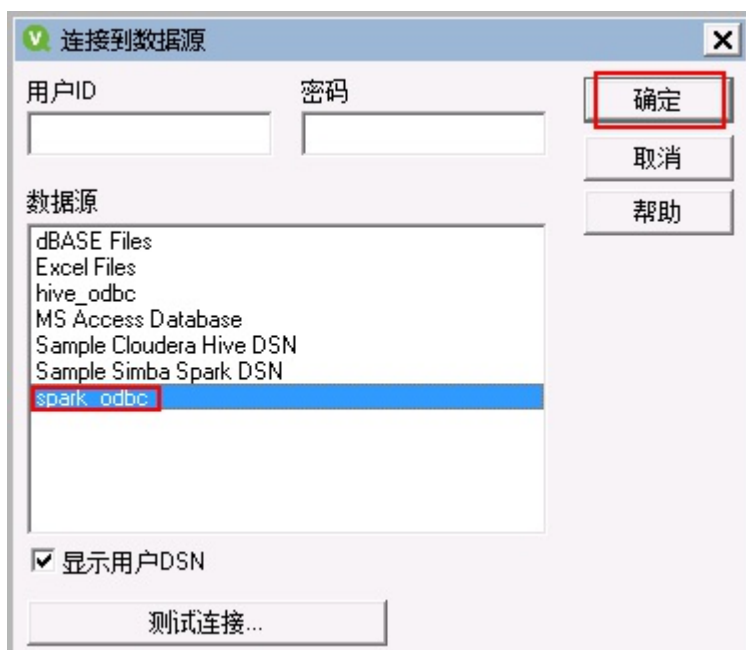 连接到数据源
用户ID
密码
确定
取消
帮助
数据源
dBASE Files
Excel Files
hive_odbc
MS Access Database
Sample Cloudera Hive DSN
Sample Simba Spark DSN
spark_odbc
显示用户DSN
测试连接...